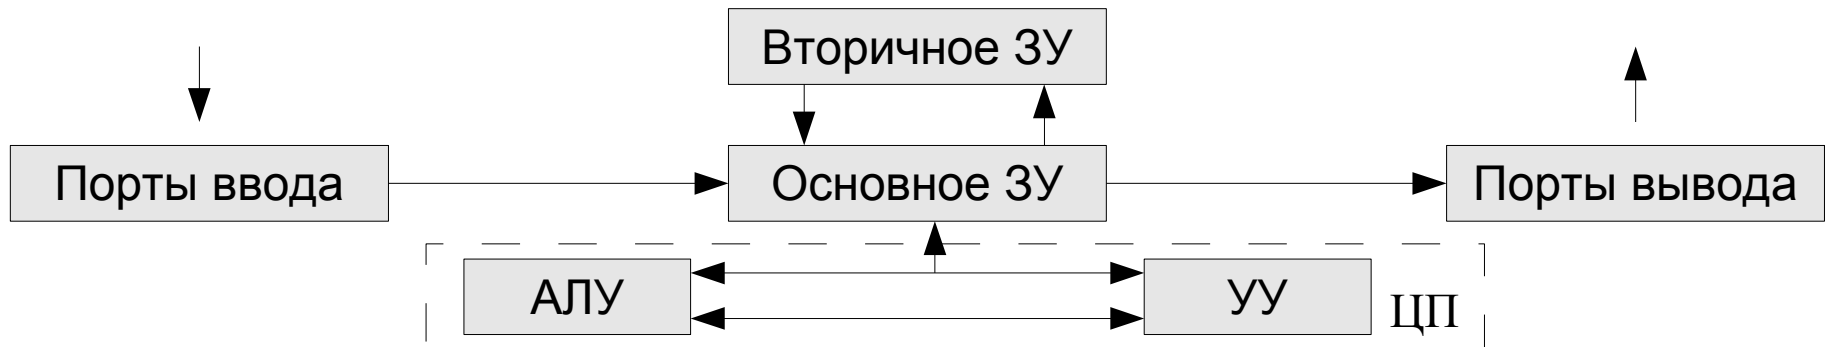 Вторичное ЗУ
Порты ввода
Основное ЗУ
Порты вывода
АЛУ
УУ
ЦП